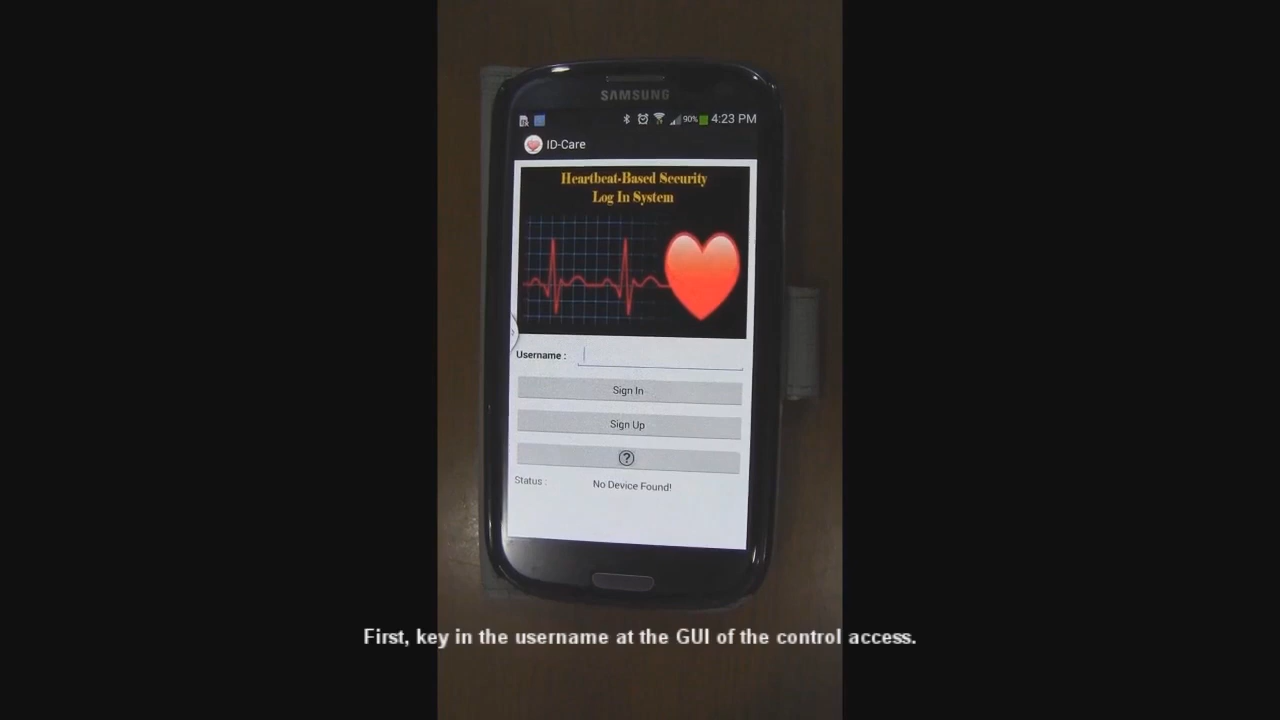 SAMSUNG
90% 4:23 PM
ID-Care
Heartbeat-Based Security
Log In System
Username :
Sign In
Sign Up
?
Status : No Device Found!
First, key in the username at the GUI of the control access.